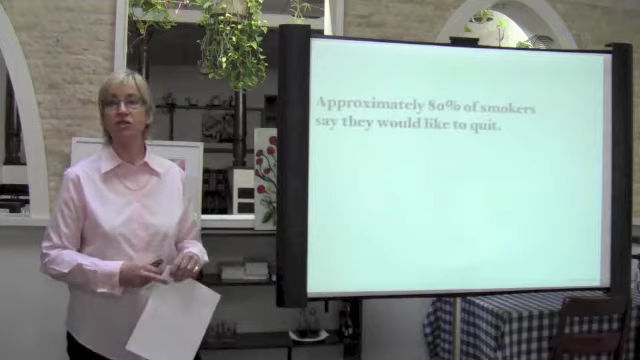 Approximately 80% of smokers
say they would like to quit.